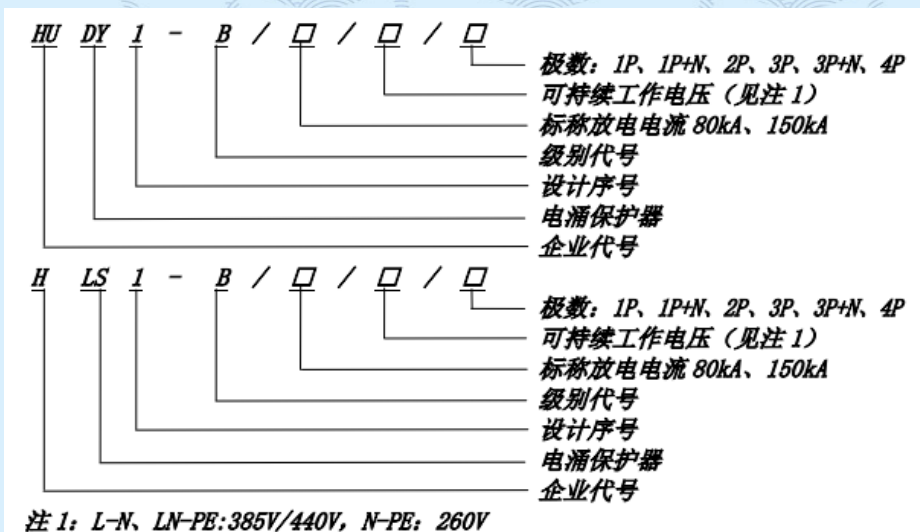 HU DY 1 - B / □ / □ / □
极数：1P、1P+N、2P、3P、3P+N、4P
可持续工作电压（见注1）
标称放电电流 80kA、150kA
级别代号
设计序号
电涌保护器
企业代号
H LS 1 - B / □ / □ / □
极数：1P、1P+N、2P、3P、3P+N、4P
可持续工作电压（见注1）
标称放电电流 80kA、150kA
级别代号
设计序号
电涌保护器
企业代号
注1：L-N、LN-PE:385V/440V，N-PE：260V